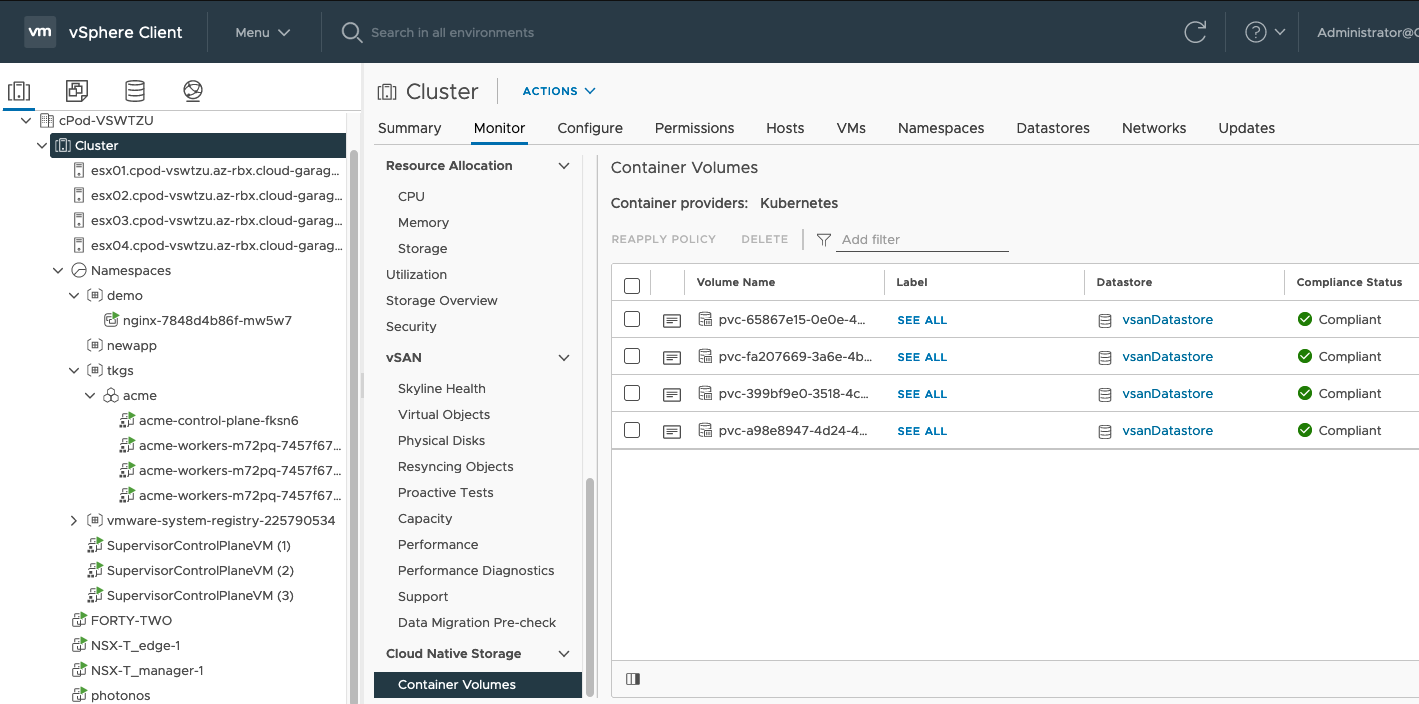 vm vSphere Client Menu Search in all environments Administrator@
cPod-VSWTZU
Cluster
esx01.cpod-vswtzu.az-rbx.cloud-garag...
esx02.cpod-vswtzu.az-rbx.cloud-garag...
esx03.cpod-vswtzu.az-rbx.cloud-garag...
esx04.cpod-vswtzu.az-rbx.cloud-garag...
Namespaces
demo
nginx-7848d4b86f-mw5w7
newapp
tkgs
acme
acme-control-plane-fksn6
acme-workers-m72pq-7457f67...
acme-workers-m72pq-7457f67...
acme-workers-m72pq-7457f67...
vmware-system-registry-225790534
SupervisorControlPlaneVM (1)
SupervisorControlPlaneVM (2)
SupervisorControlPlaneVM (3)
FORTY-TWO
NSX-T_edge-1
NSX-T_manager-1
photonos
Cluster ACTIONS
Summary Monitor Configure Permissions Hosts VMs Namespaces Datastores Networks Updates
Resource Allocation
CPU
Memory
Storage
Utilization
Storage Overview
Security
vSAN
Skyline Health
Virtual Objects
Physical Disks
Resyncing Objects
Proactive Tests
Capacity
Performance
Performance Diagnostics
Support
Data Migration Pre-check
Cloud Native Storage
Container Volumes
Container Volumes
Container providers: Kubernetes
REAPPLY POLICY DELETE Add filter
Volume Name Label Datastore Compliance Status
pvc-65867e15-0e0e-4... SEE ALL vsanDatastore Compliant
pvc-fa207669-3a6e-4b... SEE ALL vsanDatastore Compliant
pvc-399bf9e0-3518-4c... SEE ALL vsanDatastore Compliant
pvc-a98e8947-4d24-4... SEE ALL vsanDatastore Compliant